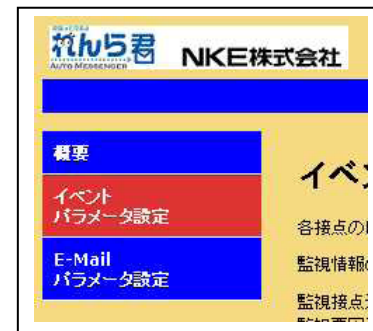 れんら君
AUTO MESSENGER
NKE株式会社
概要
イベント
パラメータ設定
E-Mail
パラメータ設定
イベン
各接点の
監視情報の
監視接点